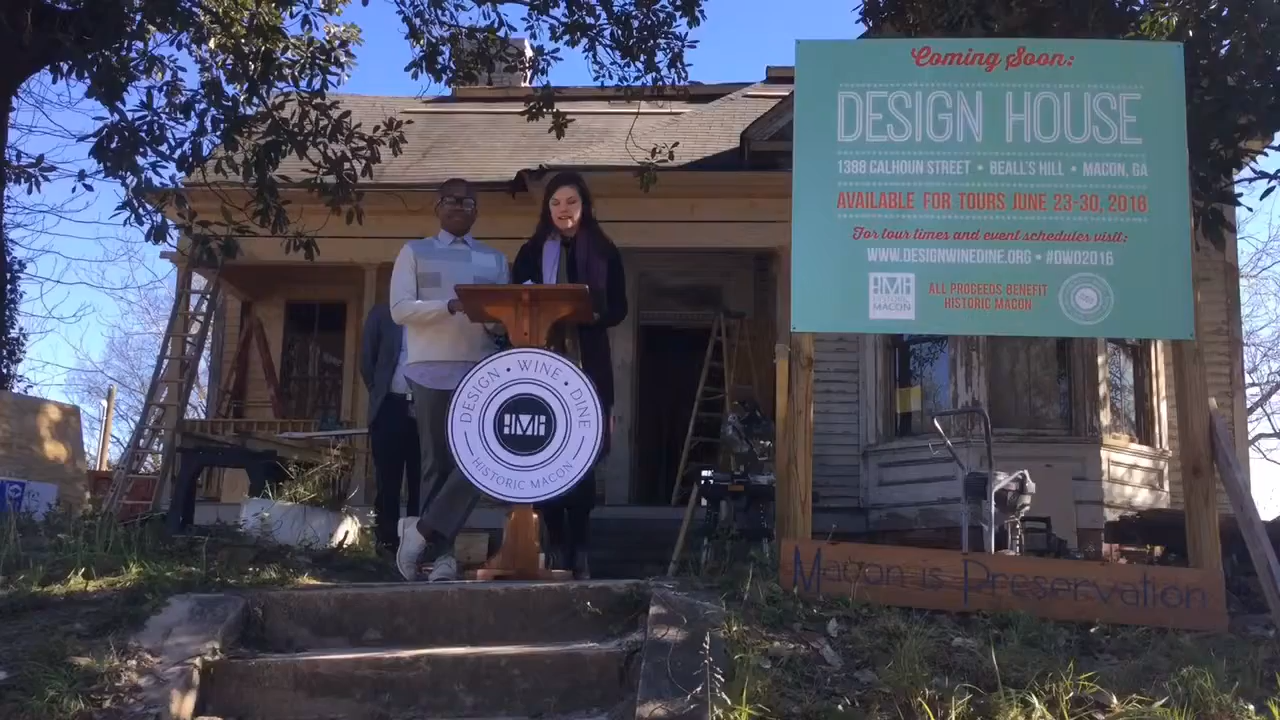 Coming Soon:
DESIGN HOUSE
1388 CALHOUN STREET • BEALL'S HILL • MACON, GA
AVAILABLE FOR TOURS JUNE 23-30, 2016
For tour times and event schedules visit:
WWW.DESIGNWINEDINE.ORG • #DWD2016
HISTORIC
MACON
ALL PROCEEDS BENEFIT
HISTORIC MACON
DESIGN • WINE • DINE
HISTORIC MACON
Macon is Preservation